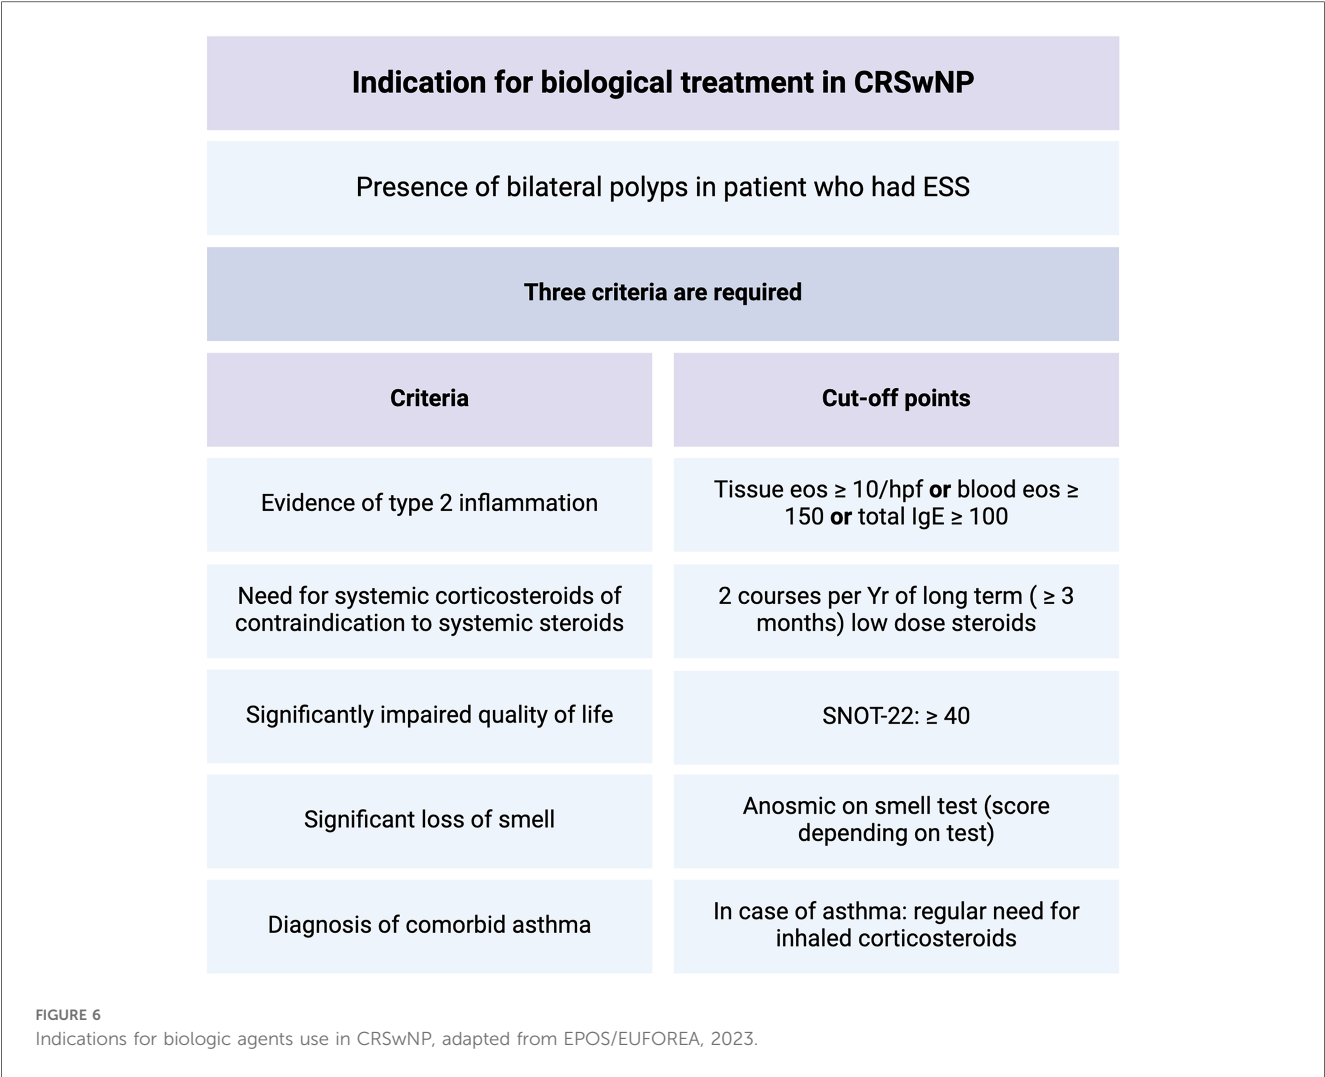 Indication for biological treatment in CRSwNP
Presence of bilateral polyps in patient who had ESS
Three criteria are required
Criteria
Cut-off points
Evidence of type 2 inflammation
Tissue eos ≥ 10/hpf or blood eos ≥
150 or total IgE ≥ 100
Need for systemic corticosteroids of
contraindication to systemic steroids
2 courses per Yr of long term ( ≥ 3
months) low dose steroids
Significantly impaired quality of life
SNOT-22: ≥ 40
Significant loss of smell
Anosmic on smell test (score
depending on test)
Diagnosis of comorbid asthma
In case of asthma: regular need for
inhaled corticosteroids
FIGURE 6
Indications for biologic agents use in CRSwNP, adapted from EPOS/EUFOREA, 2023.